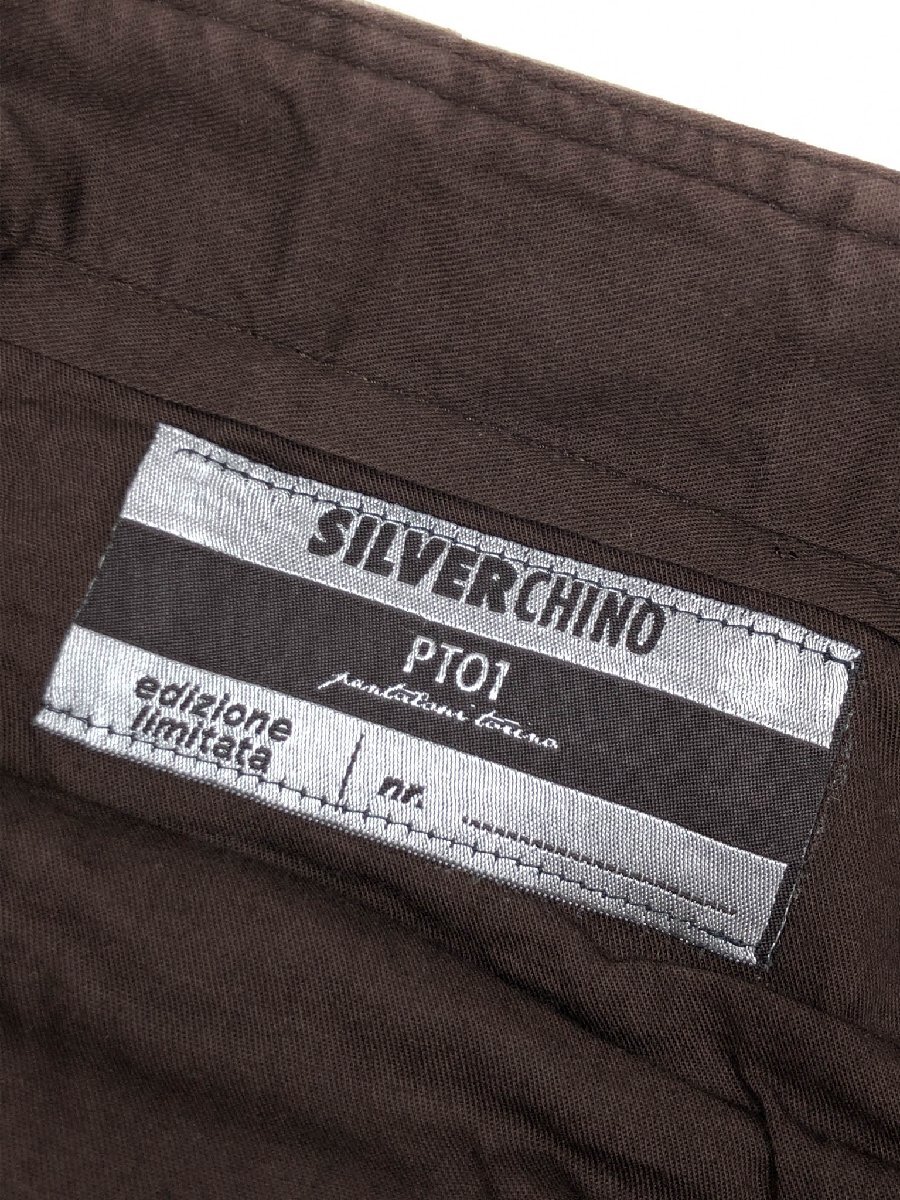 SILVERCHINO
PT01
pantaloni torino
edizione
limitata
nr.